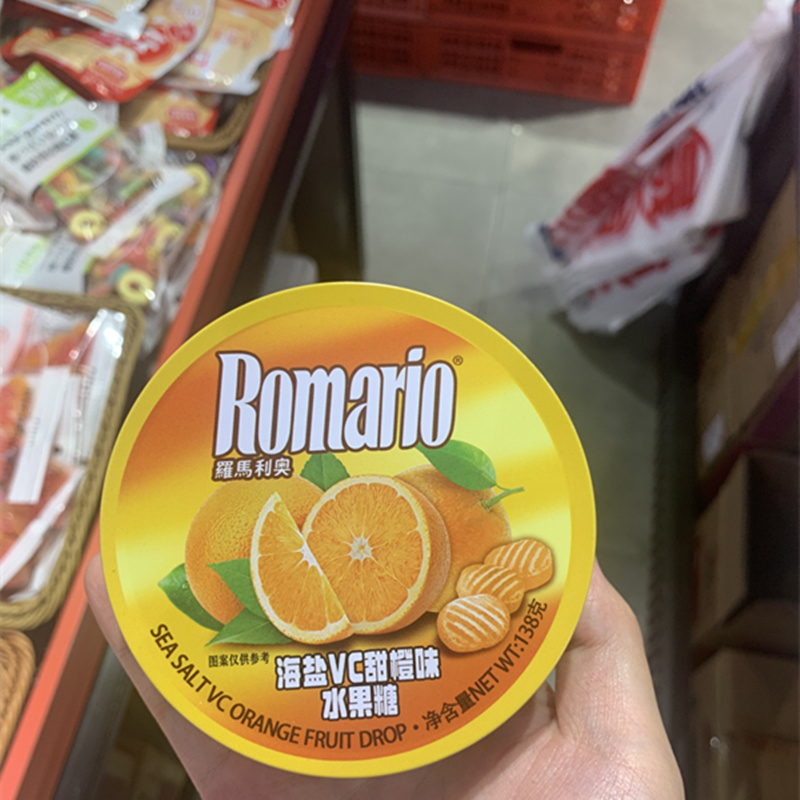 Romario®
羅馬利奥
图案仅供参考
海盐VC甜橙味
水果糖
SEA SALT VC ORANGE FRUIT DROP · 净含量NET WT:138克